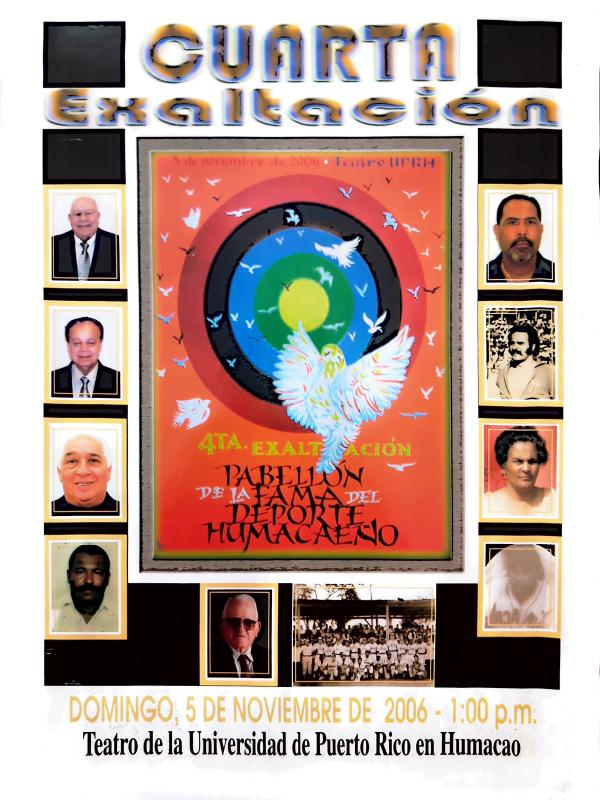 CUARTA
Exaltación
5 de noviembre de 2006 • Teatro UPRH
4TA. EXALTACIÓN
PABELLÓN
DE LA FAMA DEL
DEPORTE
HUMACAEÑO
DOMINGO, 5 DE NOVIEMBRE DE 2006 - 1:00 p.m.
Teatro de la Universidad de Puerto Rico en Humacao